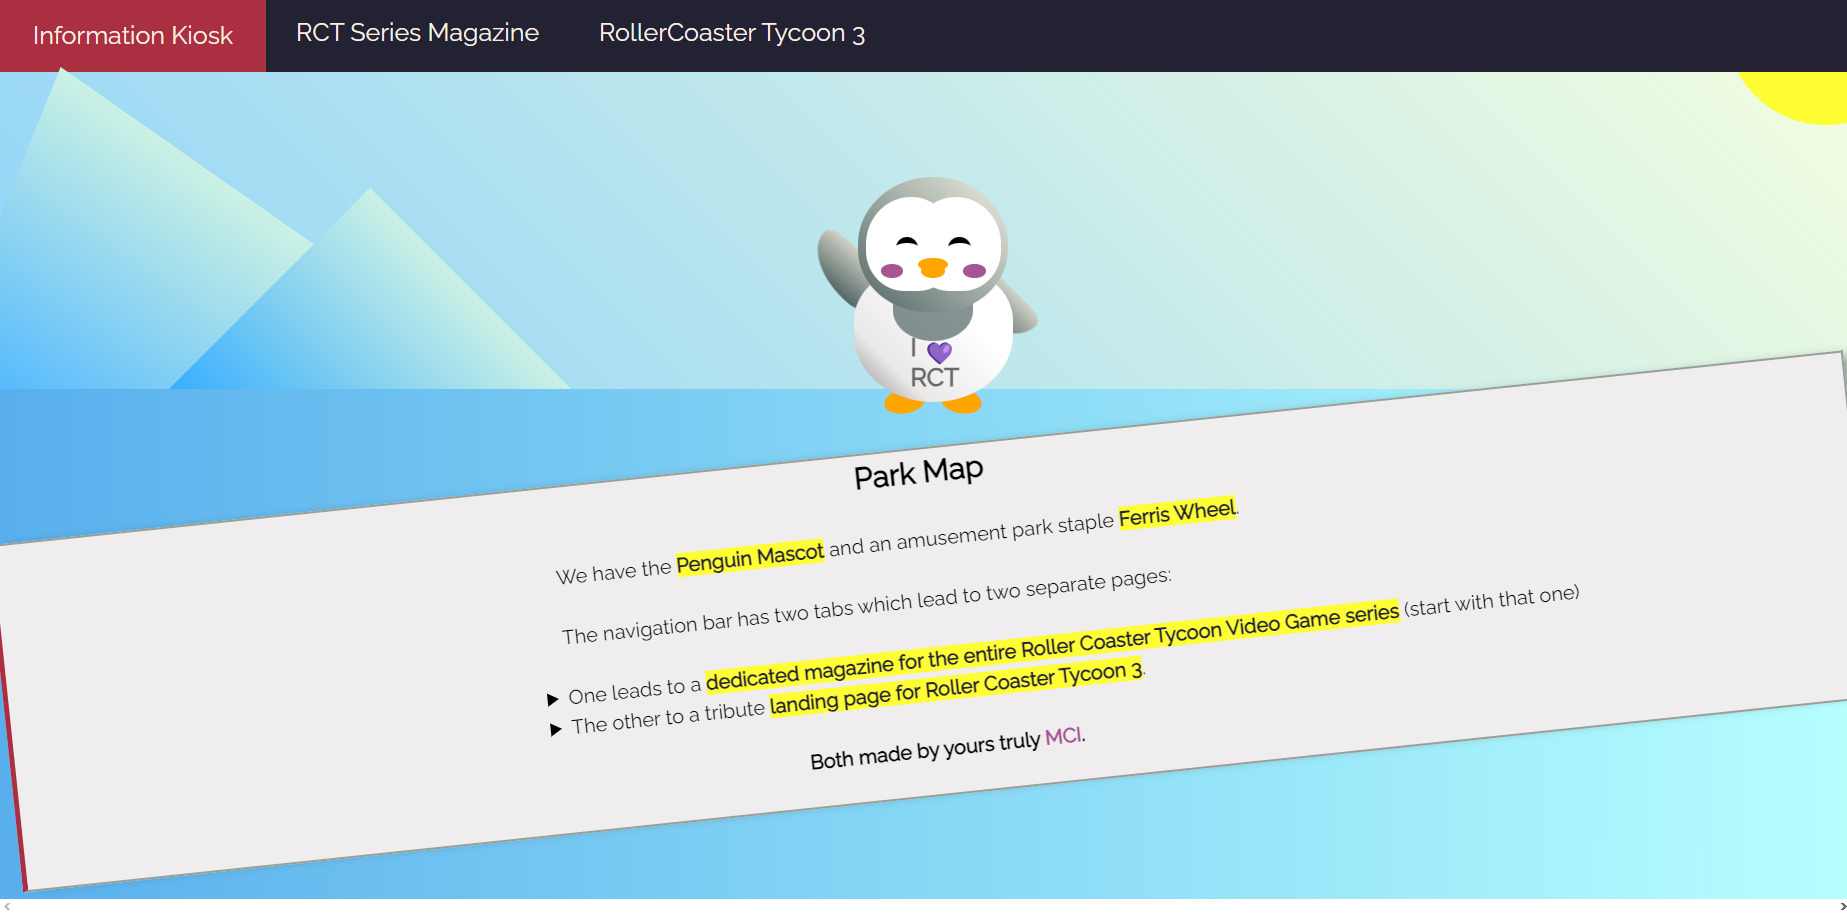 Information Kiosk
RCT Series Magazine
RollerCoaster Tycoon 3
I 💜
RCT
Park Map
We have the Penguin Mascot and an amusement park staple Ferris Wheel.
The navigation bar has two tabs which lead to two separate pages:
One leads to a dedicated magazine for the entire Roller Coaster Tycoon Video Game series (start with that one)
The other to a tribute landing page for Roller Coaster Tycoon 3.
Both made by yours truly MCI.